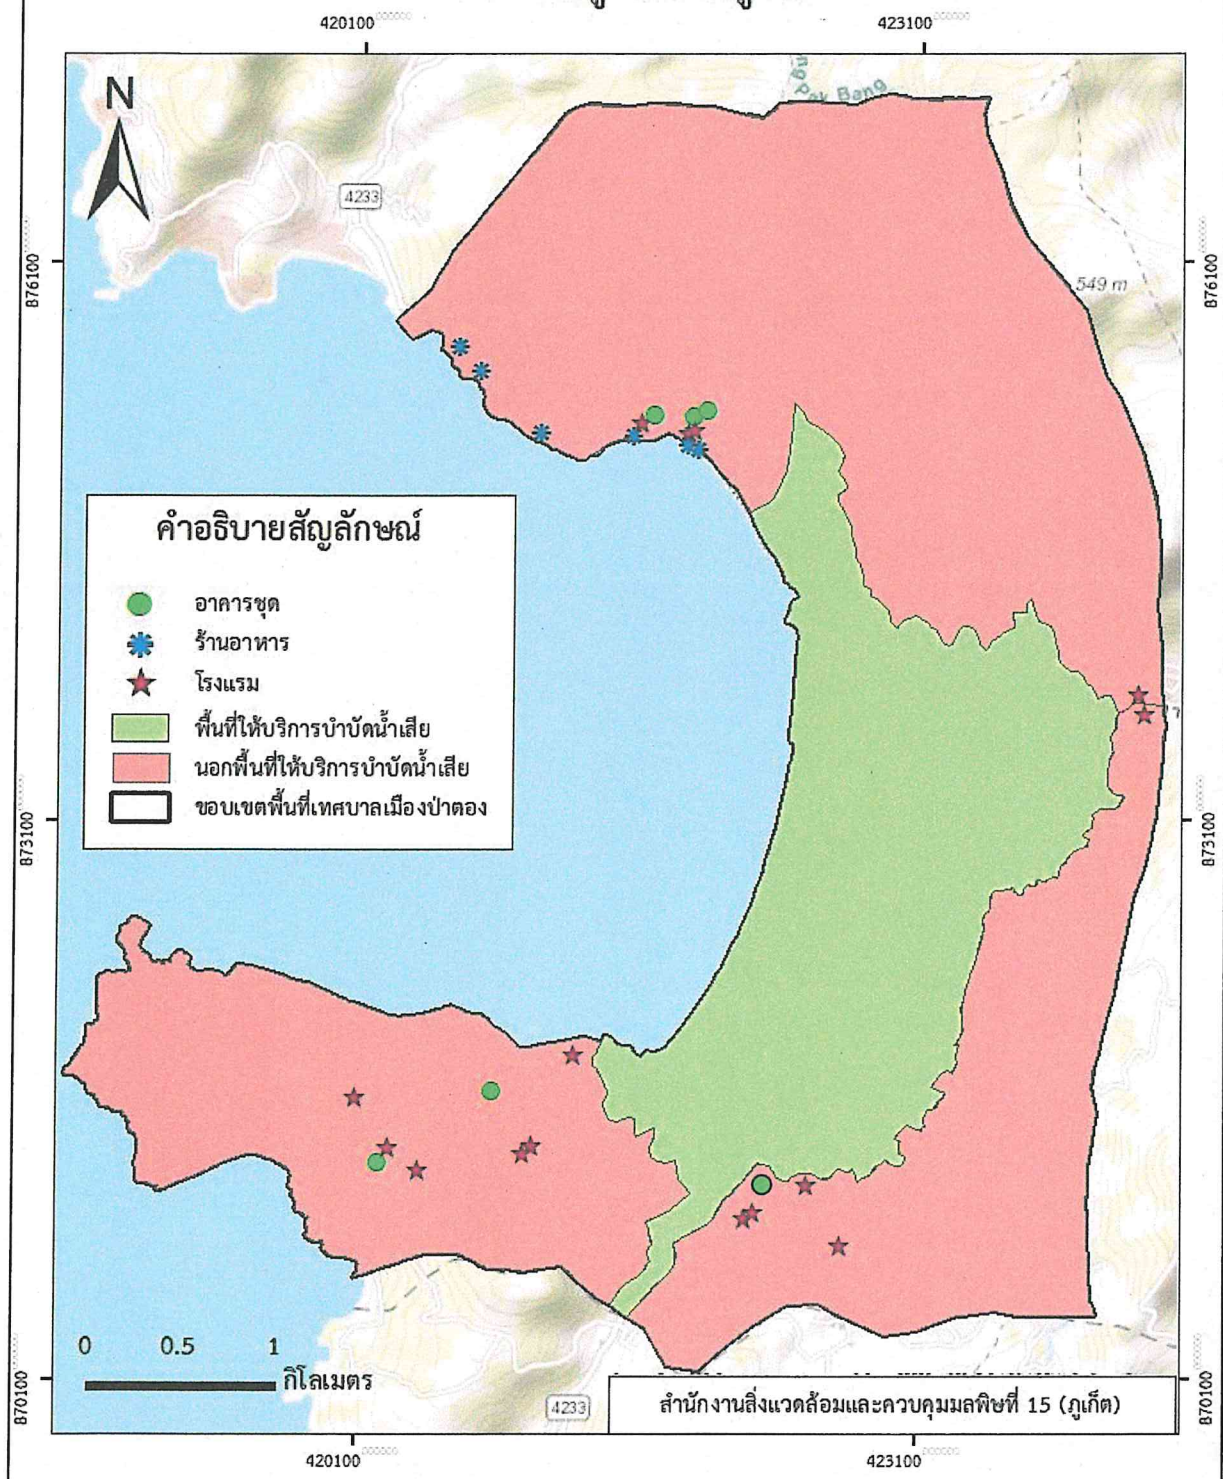 420100 423100
Pak Bang
N
4233
876100 876100
549 m
คำอธิบายสัญลักษณ์
อาคารชุด
ร้านอาหาร
โรงแรม
พื้นที่ให้บริการบำบัดน้ำเสีย
นอกพื้นที่ให้บริการบำบัดน้ำเสีย
ขอบเขตพื้นที่เทศบาลเมืองป่าตอง
873100 873100
0 0.5 1
กิโลเมตร
870100 870100
4233
สำนักงานสิ่งแวดล้อมและควบคุมมลพิษที่ 15 (ภูเก็ต)
420100 423100